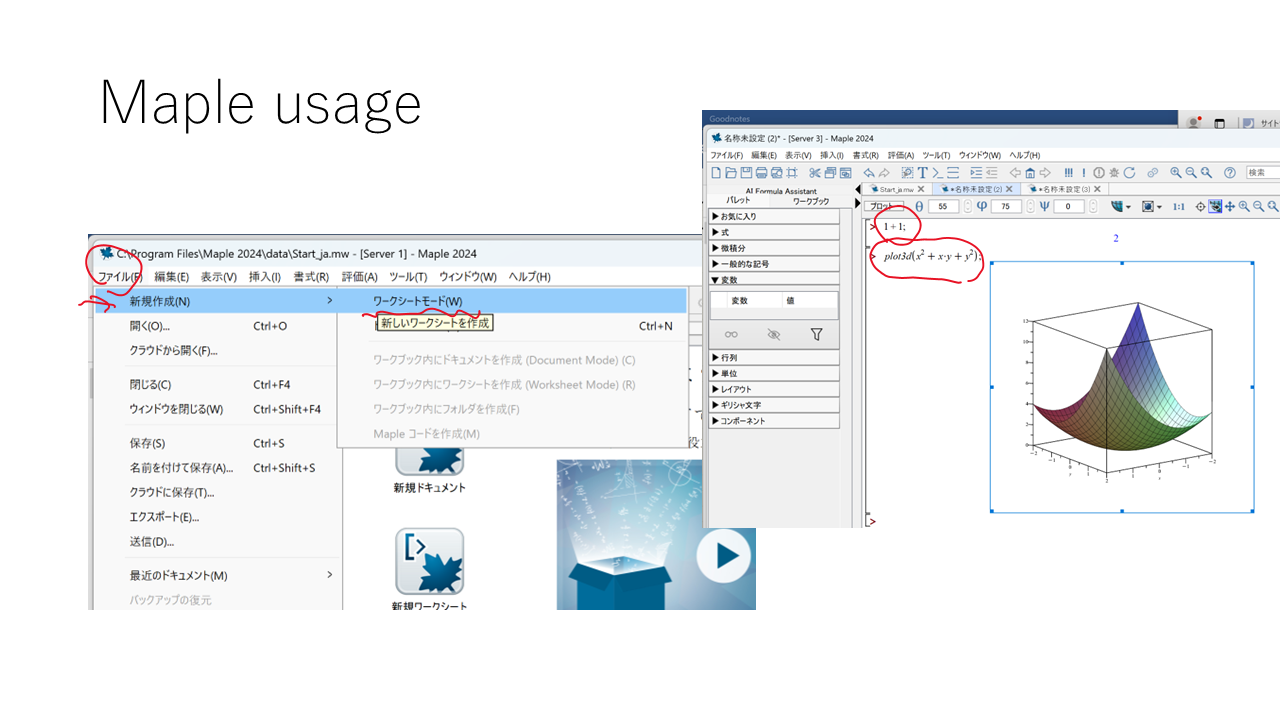 Maple usage
C:\Program Files\Maple 2024\data\Start_ja.mw - [Server 1] - Maple 2024
ファイル(F) 編集(E) 表示(V) 挿入(I) 書式(R) 評価(A) ツール(T) ウィンドウ(W) ヘルプ(H)
新規作成(N) >
ワークシートモード(W)
新しいワークシートを作成
Ctrl+N
ワークブック内にドキュメントを作成 (Document Mode) (C)
ワークブック内にワークシートを作成 (Worksheet Mode) (R)
ワークブック内にフォルダを作成(F)
Maple コードを作成(M)
開く(O)... Ctrl+O
クラウドから開く(F)...
閉じる(C) Ctrl+F4
ウィンドウを閉じる(W) Ctrl+Shift+F4
保存(S) Ctrl+S
名前を付けて保存(A)... Ctrl+Shift+S
クラウドに保存(T)...
エクスポート(E)...
送信(D)...
最近のドキュメント(M) >
バックアップの復元
新規ドキュメント
新規ワークシート
Goodnotes
サイト
名称未設定 (2)* - [Server 3] - Maple 2024
ファイル(F) 編集(E) 表示(V) 挿入(I) 書式(R) 評価(A) ツール(T) ウィンドウ(W) ヘルプ(H)
検索
AI Formula Assistant
パレット ワークブック
お気に入り
式
微積分
一般的な記号
変数
変数 値
行列
単位
レイアウト
ギリシャ文字
コンポーネント
Start_ja.mw *名称未設定 (2) *名称未設定 (3)
プロット θ 55 φ 75 ψ 0 1:1
> 1 + 1;
2
> plot3d(x² + x·y + y²);
12
10
8
6
4
2
0
>